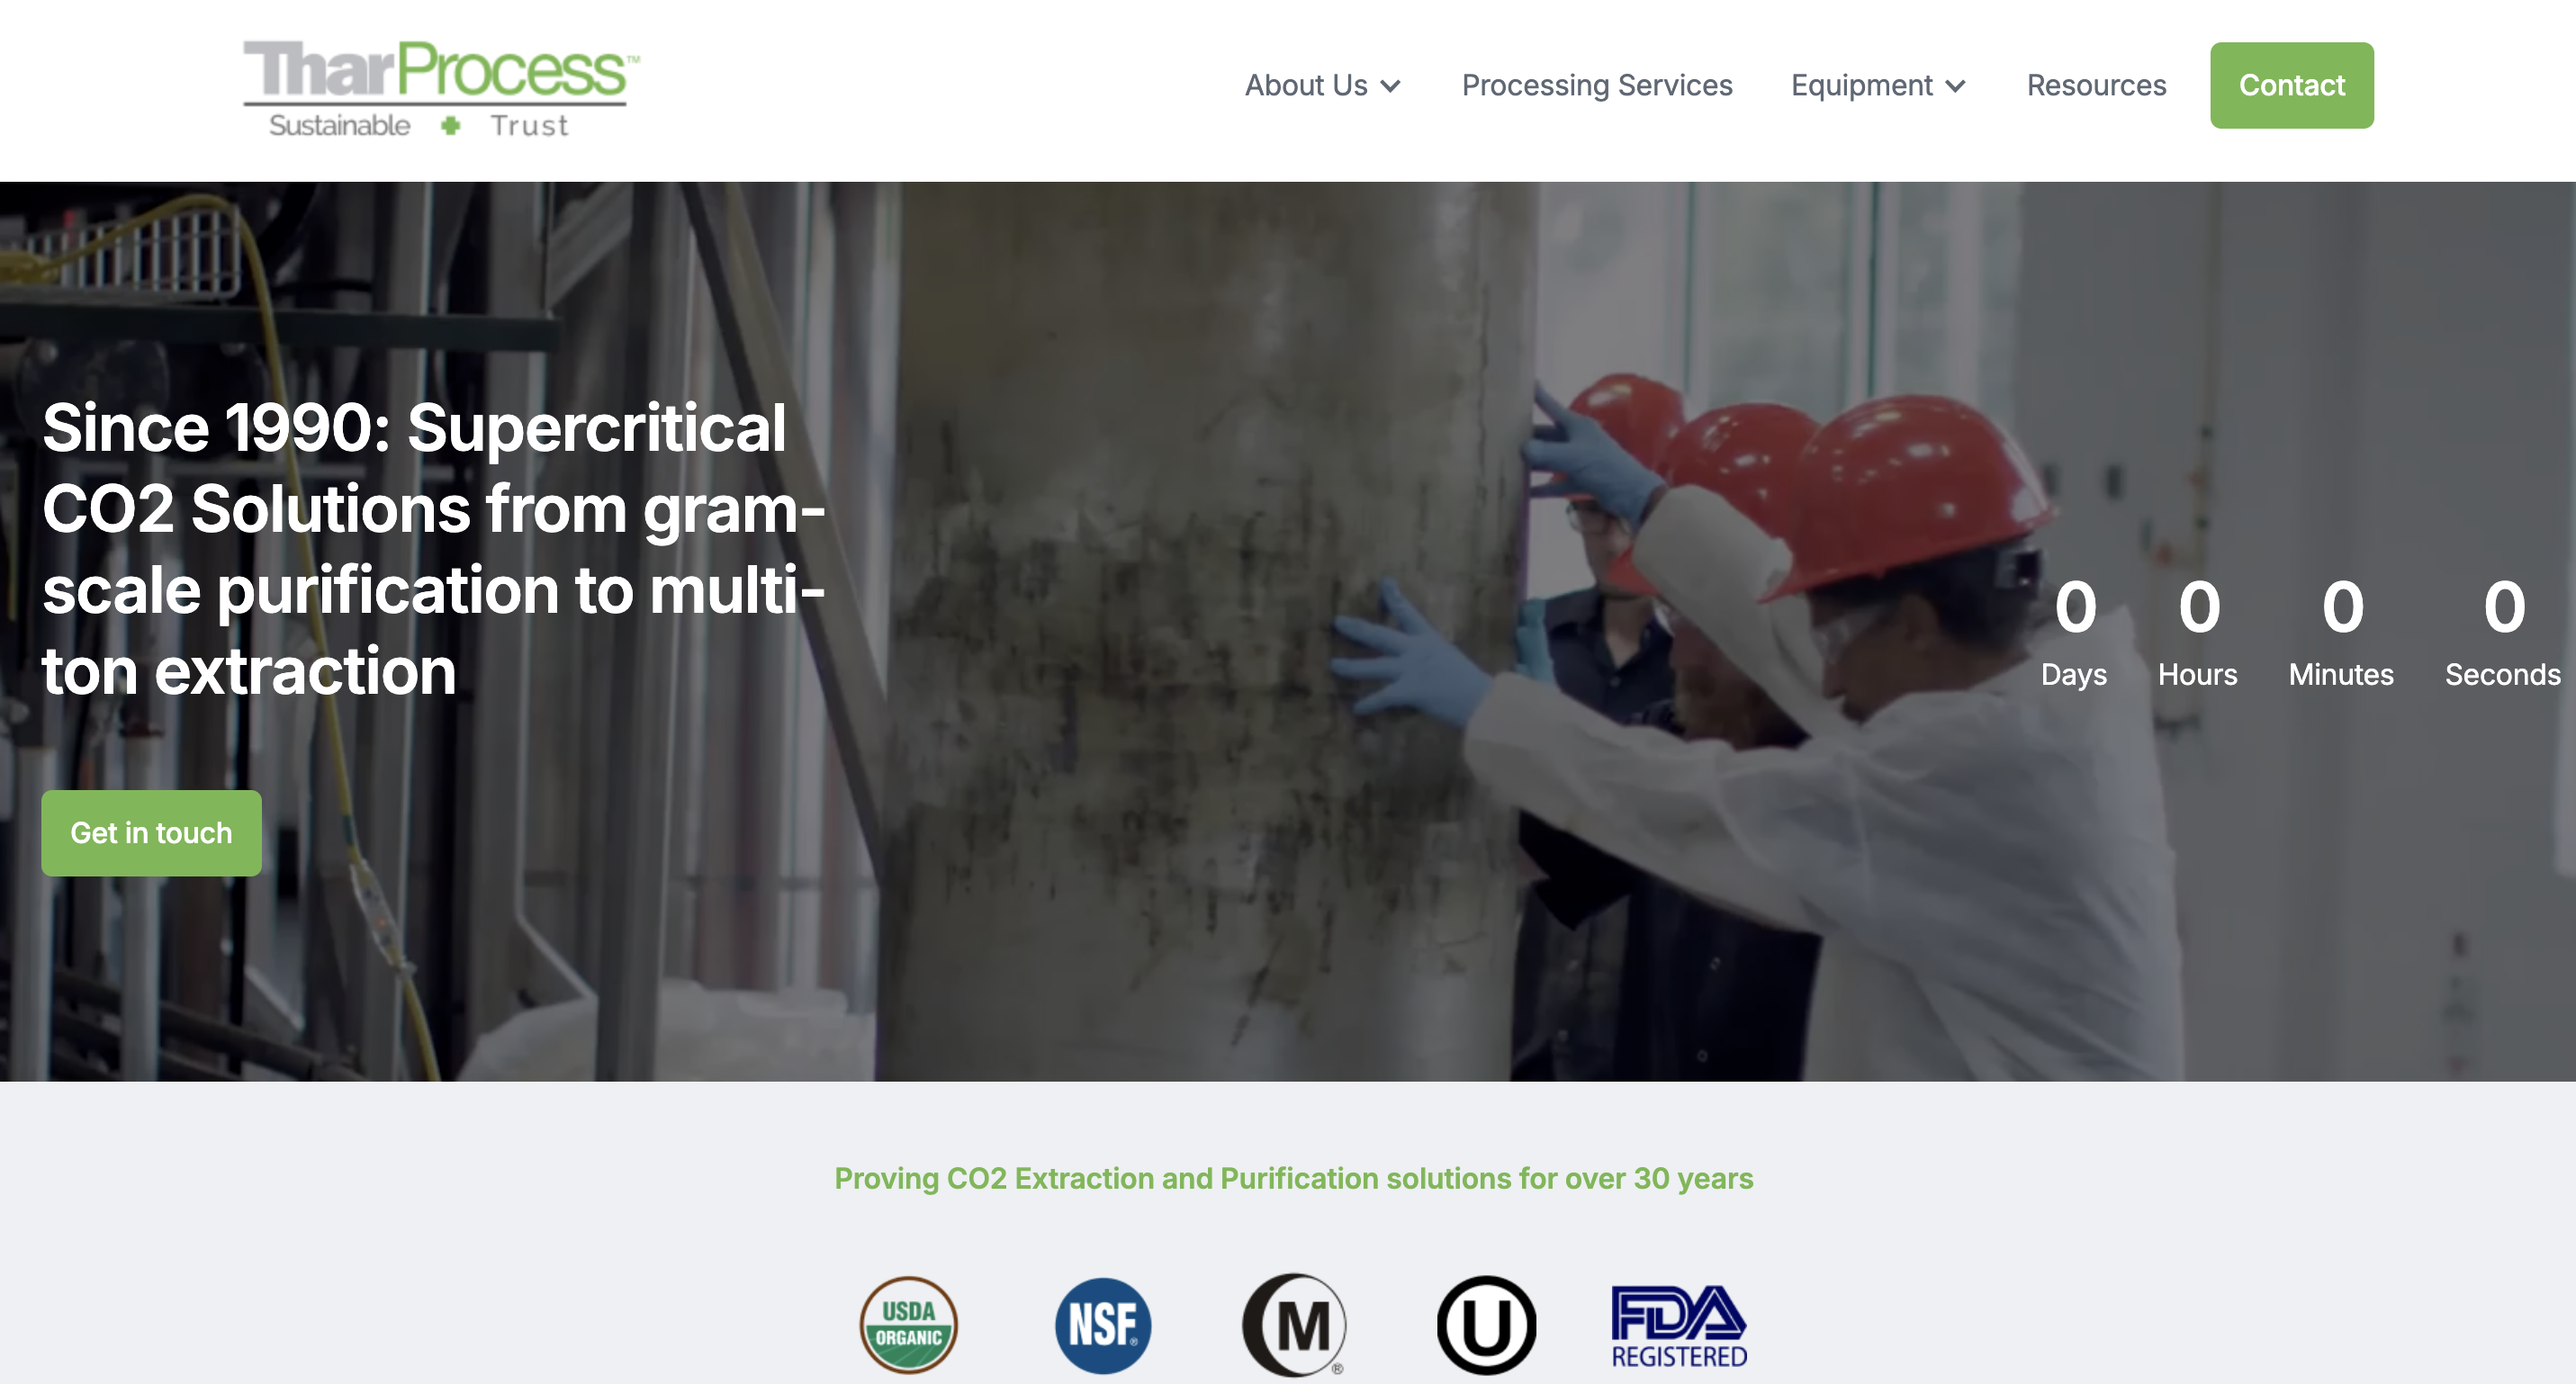 TharProcess™
Sustainable + Trust
About Us
Processing Services
Equipment
Resources
Contact
Since 1990: Supercritical
CO2 Solutions from gram-
scale purification to multi-
ton extraction
Get in touch
0 0 0 0
Days Hours Minutes Seconds
Proving CO2 Extraction and Purification solutions for over 30 years
USDA
ORGANIC
NSF®
M®
U
FDA
REGISTERED